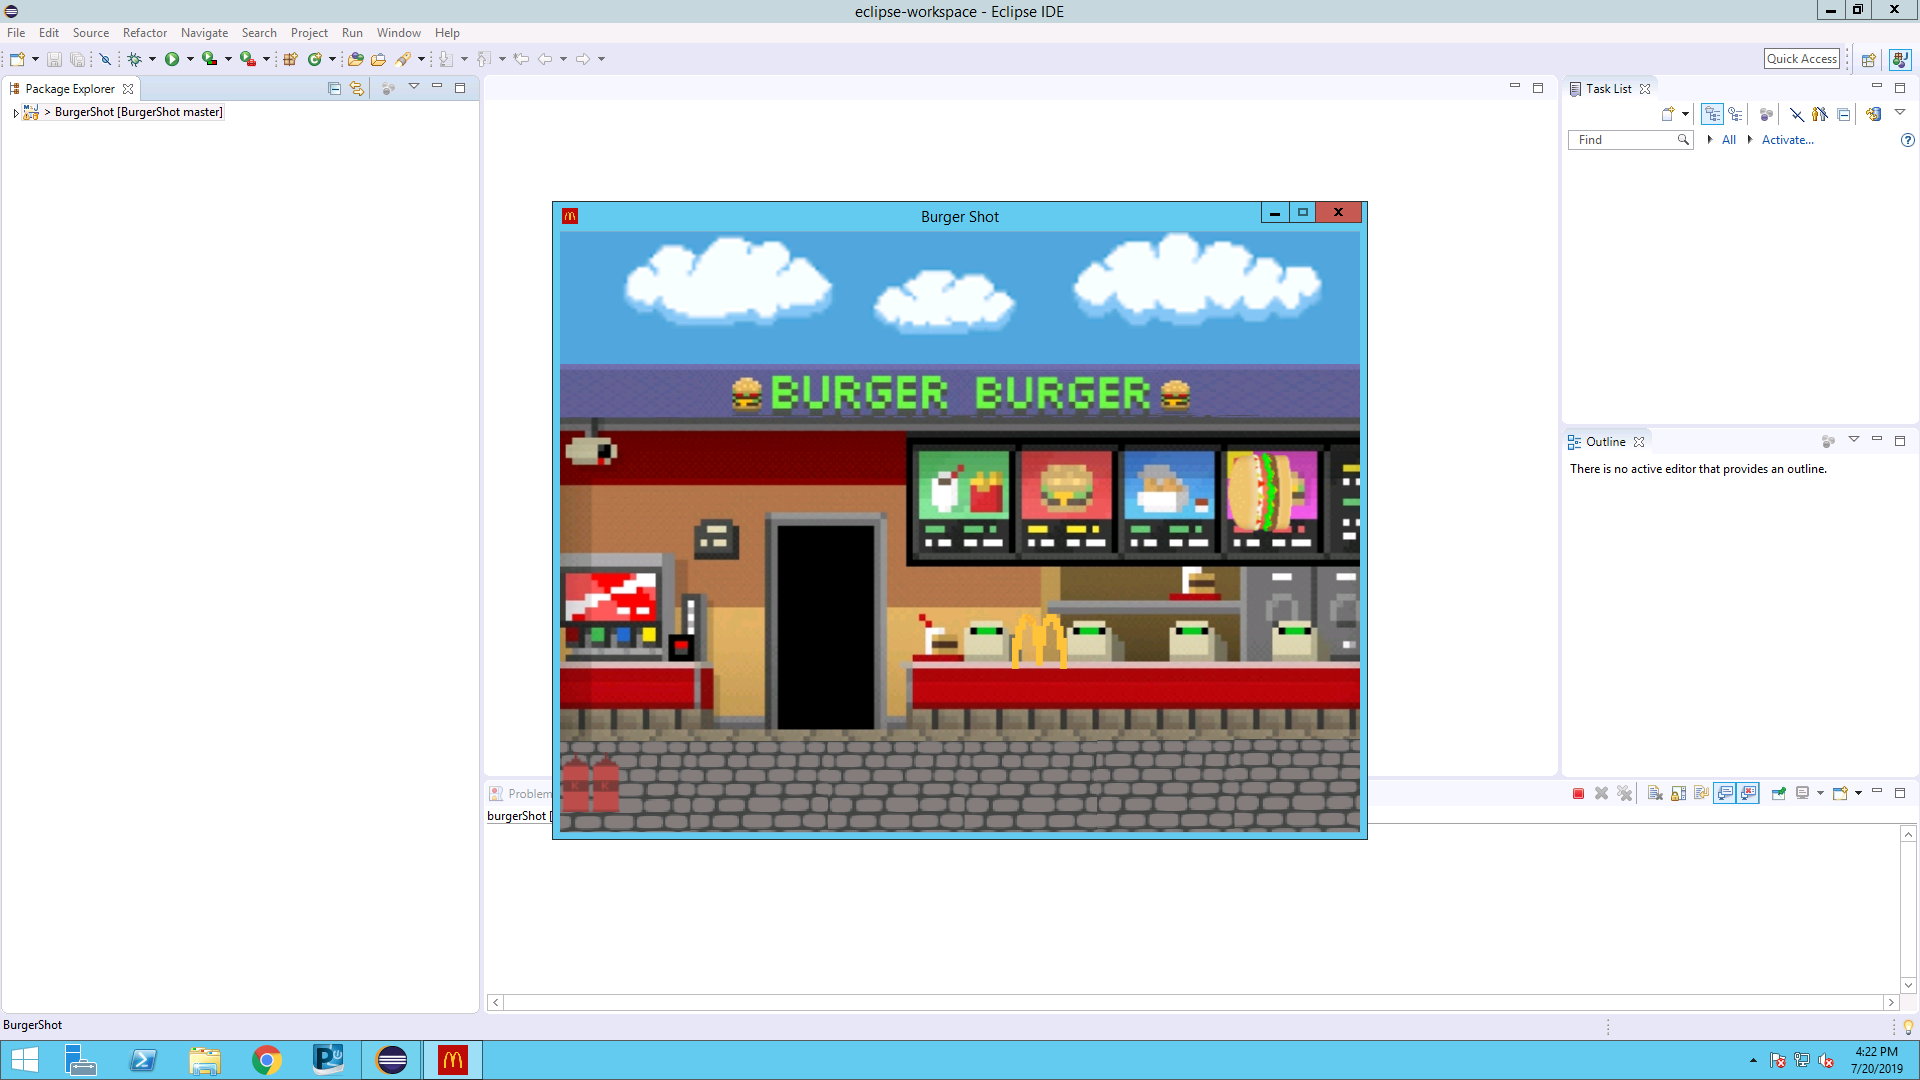 eclipse-workspace - Eclipse IDE
File Edit Source Refactor Navigate Search Project Run Window Help
Quick Access
Package Explorer
> BurgerShot [BurgerShot master]
Task List
Find
All
Activate...
Burger Shot
BURGER BURGER
Outline
There is no active editor that provides an outline.
Problem
burgerShot [
BurgerShot
4:22 PM
7/20/2019